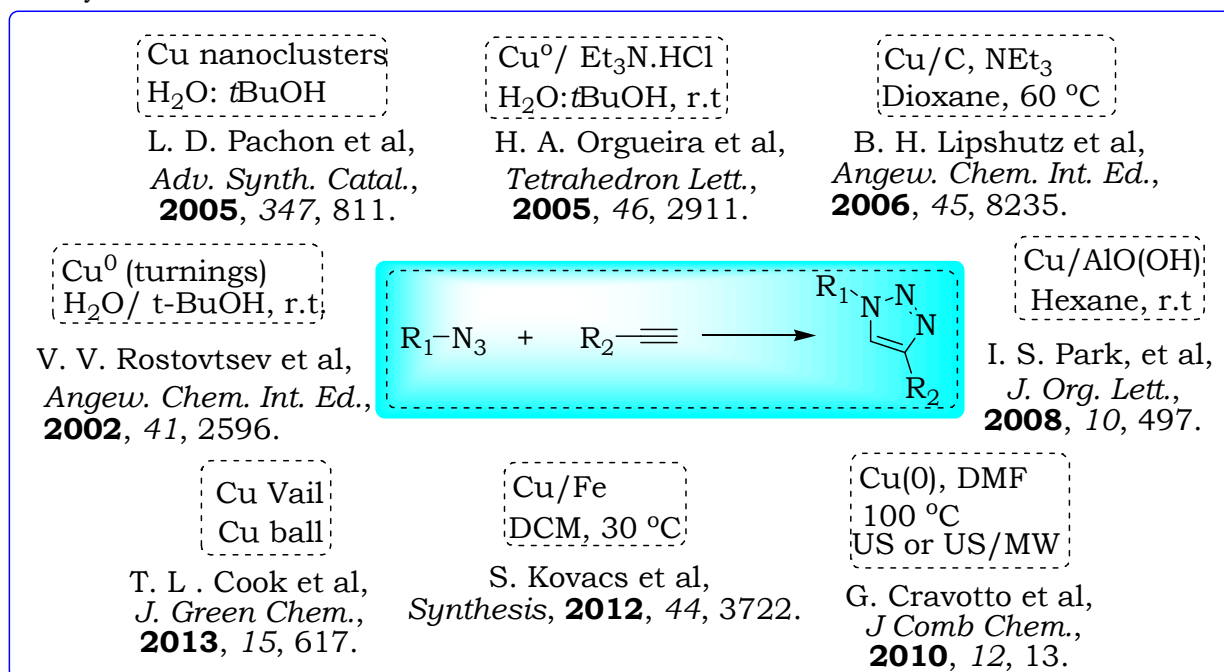 Cu nanoclusters
H₂O: tBuOH
L. D. Pachon et al,
Adv. Synth. Catal.,
2005, 347, 811.
Cu⁰/ Et₃N.HCl
H₂O:tBuOH, r.t
H. A. Orgueira et al,
Tetrahedron Lett.,
2005, 46, 2911.
Cu/C, NEt₃
Dioxane, 60 ⁰C
B. H. Lipshutz et al,
Angew. Chem. Int. Ed.,
2006, 45, 8235.
Cu⁰ (turnings)
H₂O/ t-BuOH, r.t
V. V. Rostovtsev et al,
Angew. Chem. Int. Ed.,
2002, 41, 2596.
R₁-N₃ + R₂
R₁ N N N
R₂
Cu/AlO(OH)
Hexane, r.t
I. S. Park, et al,
J. Org. Lett.,
2008, 10, 497.
Cu Vail
Cu ball
T. L . Cook et al,
J. Green Chem.,
2013, 15, 617.
Cu/Fe
DCM, 30 ⁰C
S. Kovacs et al,
Synthesis, 2012, 44, 3722.
Cu(0), DMF
100 ⁰C
US or US/MW
G. Cravotto et al,
J Comb Chem.,
2010, 12, 13.